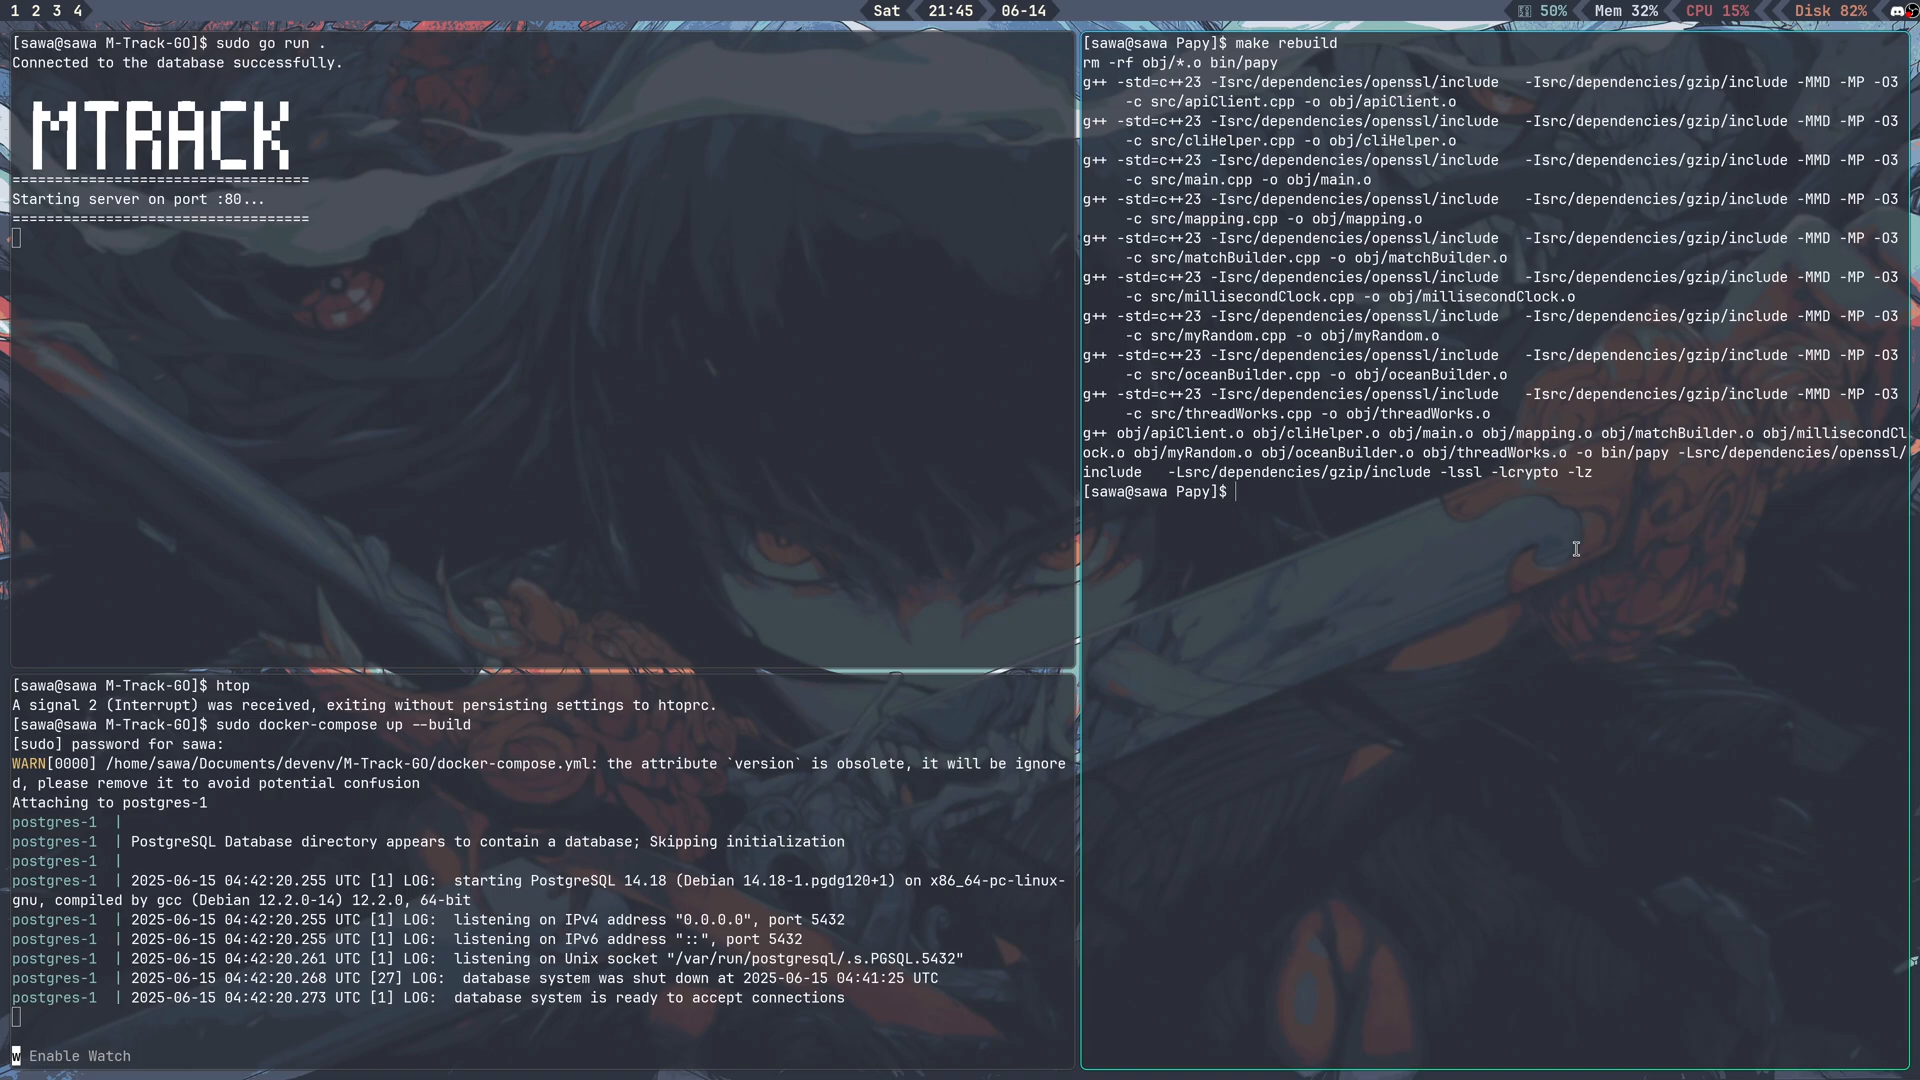 1 2 3 4
Sat 21:45 06-14
50% Mem 32% CPU 15% Disk 82%
[sawa@sawa M-Track-GO]$ sudo go run .
Connected to the database successfully.
MTRACK
===================================
Starting server on port :80...
===================================
[sawa@sawa M-Track-GO]$ htop
A signal 2 (Interrupt) was received, exiting without persisting settings to htoprc.
[sawa@sawa M-Track-GO]$ sudo docker-compose up --build
[sudo] password for sawa:
WARN[0000] /home/sawa/Documents/devenv/M-Track-GO/docker-compose.yml: the attribute `version` is obsolete, it will be ignore
d, please remove it to avoid potential confusion
Attaching to postgres-1
postgres-1  |
postgres-1  | PostgreSQL Database directory appears to contain a database; Skipping initialization
postgres-1  |
postgres-1  | 2025-06-15 04:42:20.255 UTC [1] LOG:  starting PostgreSQL 14.18 (Debian 14.18-1.pgdg120+1) on x86_64-pc-linux-
gnu, compiled by gcc (Debian 12.2.0-14) 12.2.0, 64-bit
postgres-1  | 2025-06-15 04:42:20.255 UTC [1] LOG:  listening on IPv4 address "0.0.0.0", port 5432
postgres-1  | 2025-06-15 04:42:20.255 UTC [1] LOG:  listening on IPv6 address "::", port 5432
postgres-1  | 2025-06-15 04:42:20.261 UTC [1] LOG:  listening on Unix socket "/var/run/postgresql/.s.PGSQL.5432"
postgres-1  | 2025-06-15 04:42:20.268 UTC [27] LOG:  database system was shut down at 2025-06-15 04:41:25 UTC
postgres-1  | 2025-06-15 04:42:20.273 UTC [1] LOG:  database system is ready to accept connections
w Enable Watch
[sawa@sawa Papy]$ make rebuild
rm -rf obj/*.o bin/papy
g++ -std=c++23 -Isrc/dependencies/openssl/include   -Isrc/dependencies/gzip/include -MMD -MP -O3
-c src/apiClient.cpp -o obj/apiClient.o
g++ -std=c++23 -Isrc/dependencies/openssl/include   -Isrc/dependencies/gzip/include -MMD -MP -O3
-c src/cliHelper.cpp -o obj/cliHelper.o
g++ -std=c++23 -Isrc/dependencies/openssl/include   -Isrc/dependencies/gzip/include -MMD -MP -O3
-c src/main.cpp -o obj/main.o
g++ -std=c++23 -Isrc/dependencies/openssl/include   -Isrc/dependencies/gzip/include -MMD -MP -O3
-c src/mapping.cpp -o obj/mapping.o
g++ -std=c++23 -Isrc/dependencies/openssl/include   -Isrc/dependencies/gzip/include -MMD -MP -O3
-c src/matchBuilder.cpp -o obj/matchBuilder.o
g++ -std=c++23 -Isrc/dependencies/openssl/include   -Isrc/dependencies/gzip/include -MMD -MP -O3
-c src/millisecondClock.cpp -o obj/millisecondClock.o
g++ -std=c++23 -Isrc/dependencies/openssl/include   -Isrc/dependencies/gzip/include -MMD -MP -O3
-c src/myRandom.cpp -o obj/myRandom.o
g++ -std=c++23 -Isrc/dependencies/openssl/include   -Isrc/dependencies/gzip/include -MMD -MP -O3
-c src/oceanBuilder.cpp -o obj/oceanBuilder.o
g++ -std=c++23 -Isrc/dependencies/openssl/include   -Isrc/dependencies/gzip/include -MMD -MP -O3
-c src/threadWorks.cpp -o obj/threadWorks.o
g++ obj/apiClient.o obj/cliHelper.o obj/main.o obj/mapping.o obj/matchBuilder.o obj/millisecondCl
ock.o obj/myRandom.o obj/oceanBuilder.o obj/threadWorks.o -o bin/papy -Lsrc/dependencies/openssl/
include   -Lsrc/dependencies/gzip/include -lssl -lcrypto -lz
[sawa@sawa Papy]$